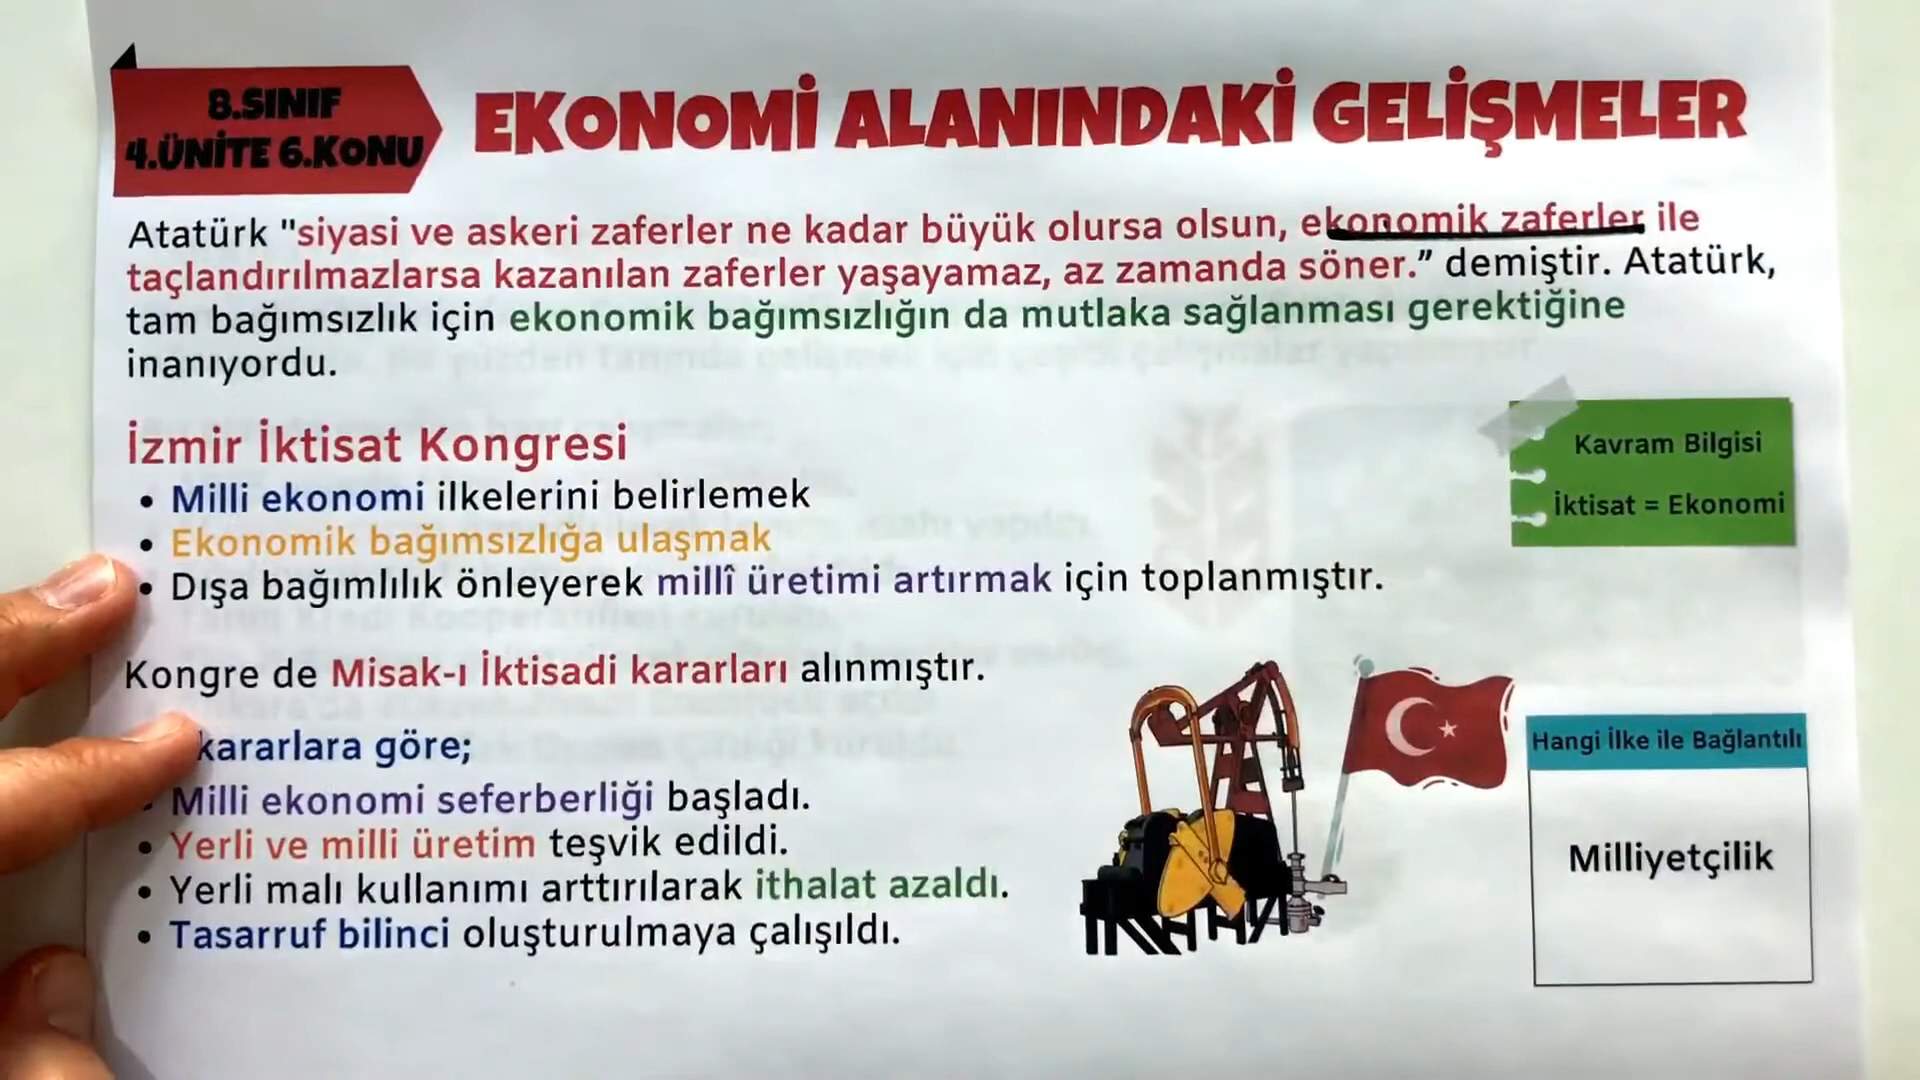 8.SINIF
4.ÜNİTE 6.KONU
EKONOMİ ALANINDAKİ GELİŞMELER
Atatürk "siyasi ve askeri zaferler ne kadar büyük olursa olsun, ekonomik zaferler ile
taçlandırılmazlarsa kazanılan zaferler yaşayamaz, az zamanda söner.” demiştir. Atatürk,
tam bağımsızlık için ekonomik bağımsızlığın da mutlaka sağlanması gerektiğine
inanıyordu.
İzmir İktisat Kongresi
• Milli ekonomi ilkelerini belirlemek
• Ekonomik bağımsızlığa ulaşmak
• Dışa bağımlılık önleyerek millî üretimi artırmak için toplanmıştır.
Kavram Bilgisi
İktisat = Ekonomi
Kongre de Misak-ı İktisadi kararları alınmıştır.
kararlara göre;
• Milli ekonomi seferberliği başladı.
• Yerli ve milli üretim teşvik edildi.
• Yerli malı kullanımı arttırılarak ithalat azaldı.
• Tasarruf bilinci oluşturulmaya çalışıldı.
Hangi İlke ile Bağlantılı
Milliyetçilik